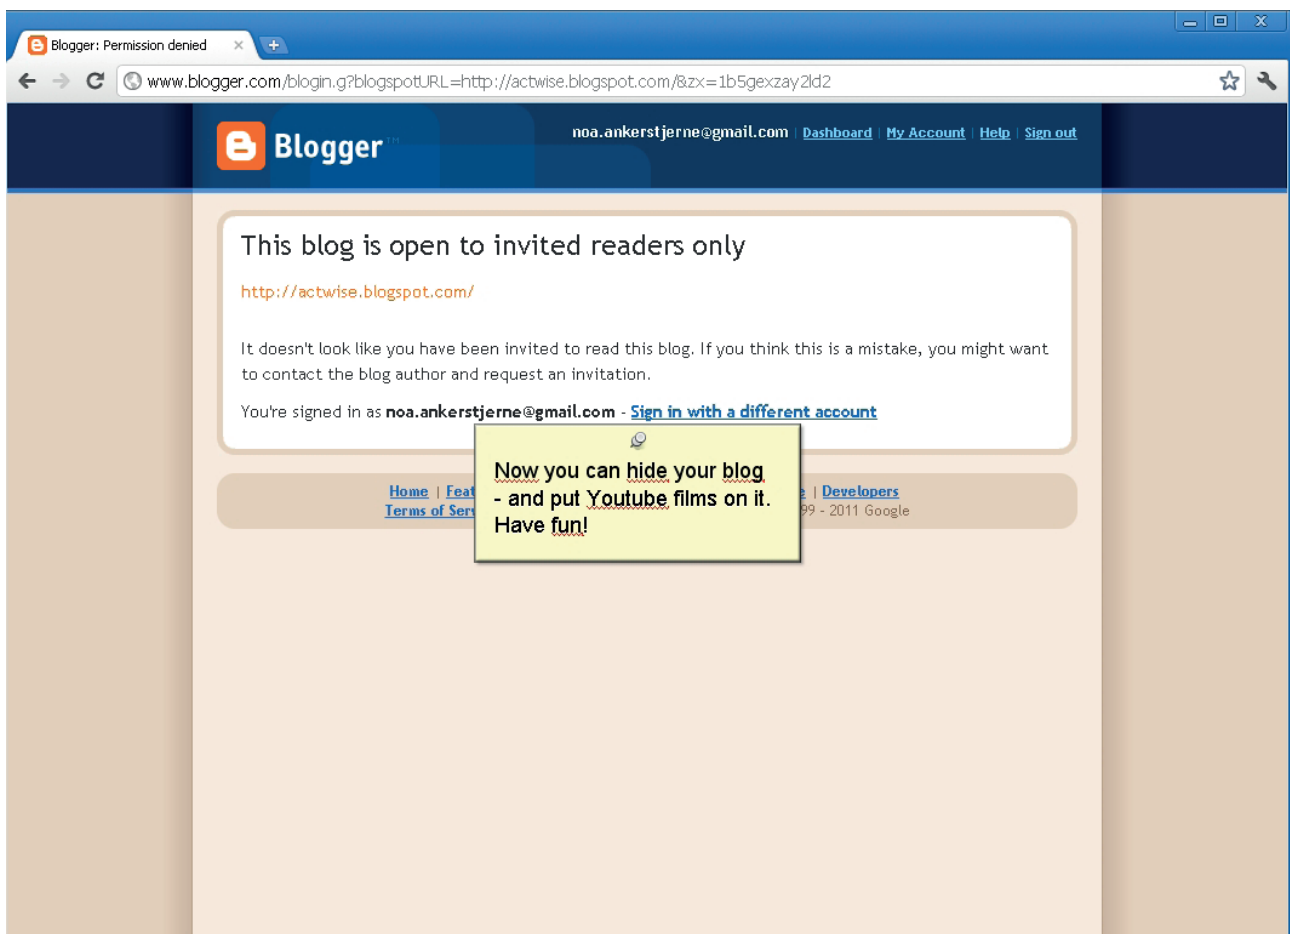 Blogger: Permission denied
www.blogger.com/blogin.g?blogspotURL=http://actwise.blogspot.com/&zx=1b5gexzay2ld2
Blogger™
noa.ankerstjerne@gmail.com | Dashboard | My Account | Help | Sign out
This blog is open to invited readers only
http://actwise.blogspot.com/
It doesn't look like you have been invited to read this blog. If you think this is a mistake, you might want
to contact the blog author and request an invitation.
You're signed in as noa.ankerstjerne@gmail.com - Sign in with a different account
Now you can hide your blog
- and put Youtube films on it.
Have fun!
Home | | Developers
Terms of - 2011 Google